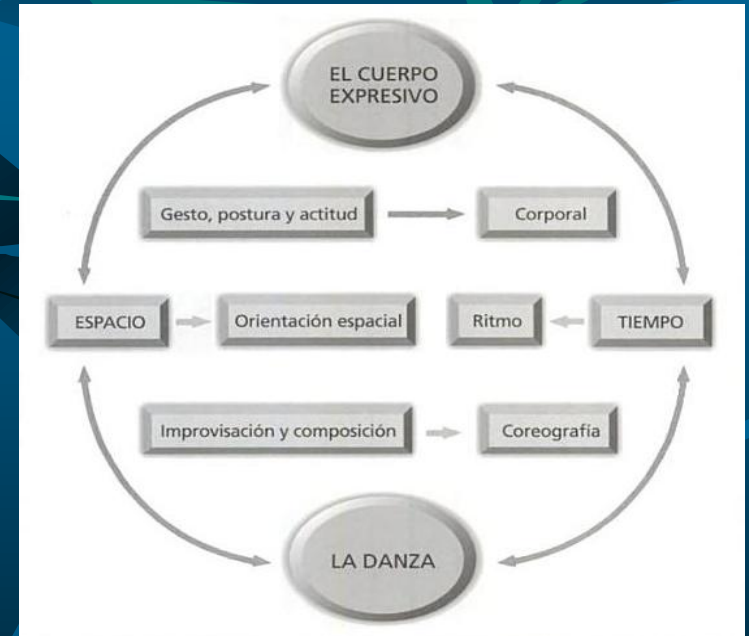 EL CUERPO
EXPRESIVO
Gesto, postura y actitud
Corporal
ESPACIO
Orientación espacial
Ritmo
TIEMPO
Improvisación y composición
Coreografía
LA DANZA